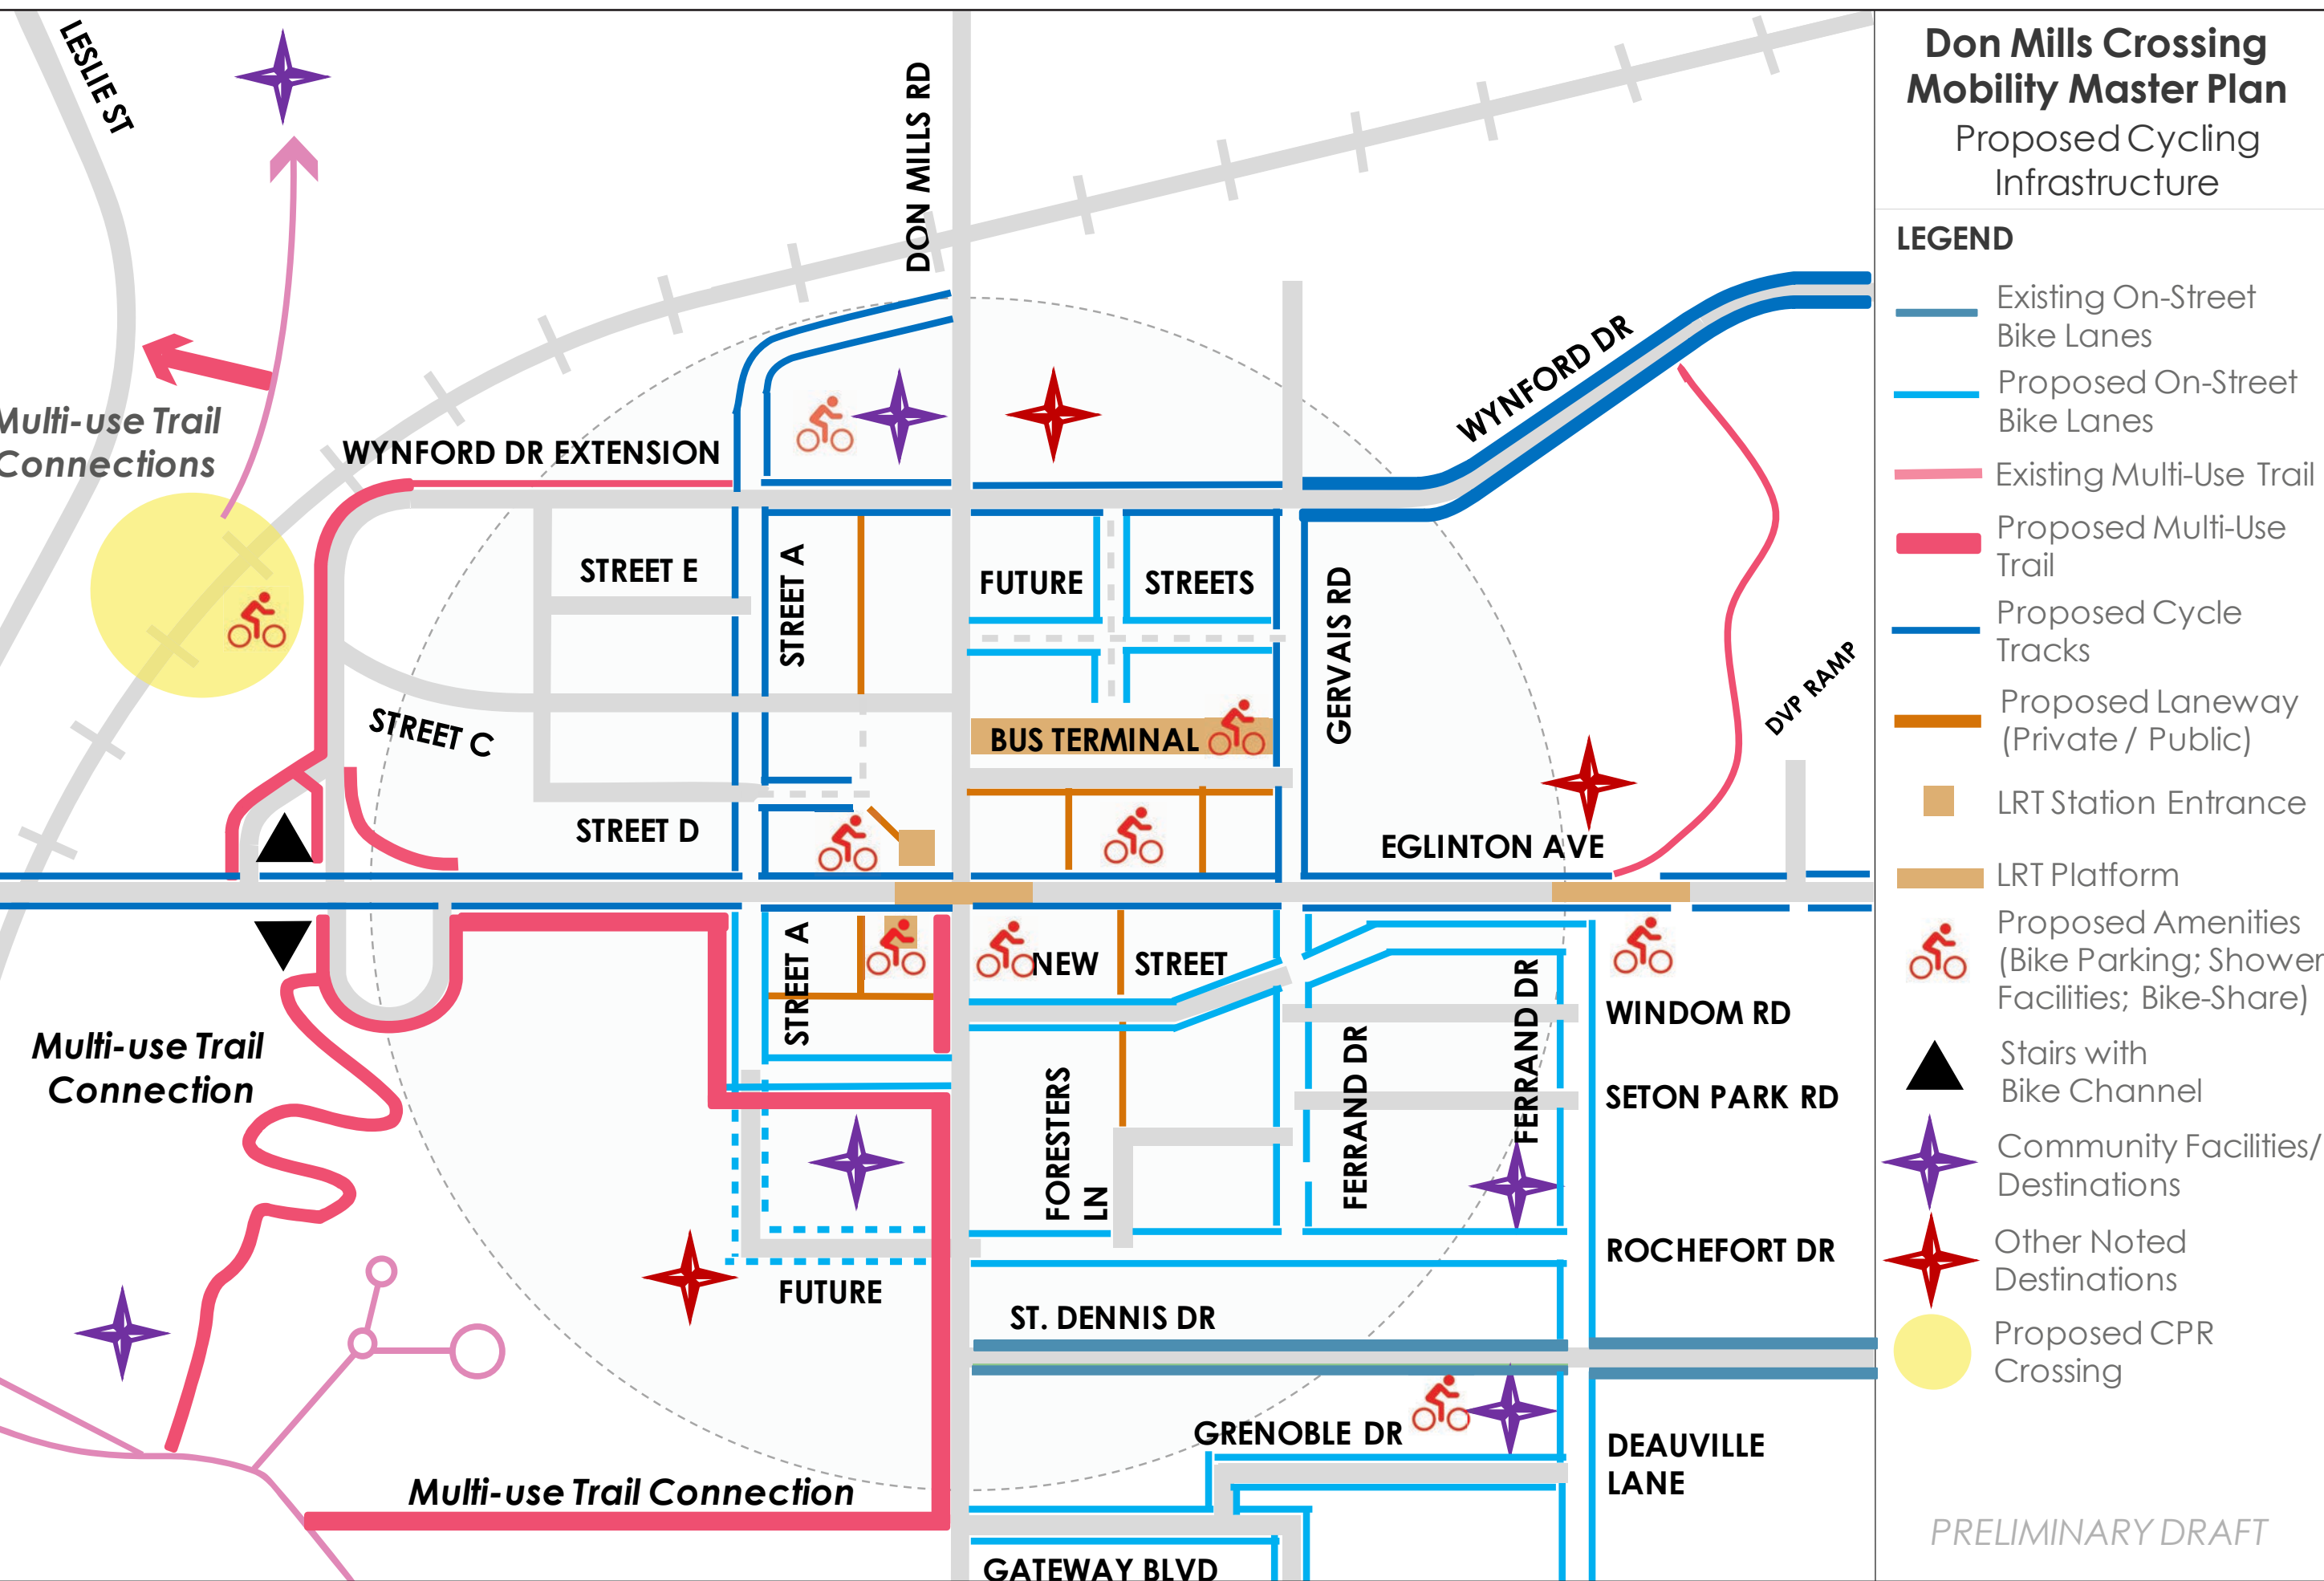 LESLIE ST
DON MILLS RD
Multi-use Trail
Connections
WYNFORD DR EXTENSION
WYNFORD DR
STREET E
STREET A
FUTURE STREETS
GERVAIS RD
DVP RAMP
STREET C
BUS TERMINAL
STREET D
EGLINTON AVE
STREET A
NEW STREET
FERRAND DR
WINDOM RD
Multi-use Trail
Connection
FORESTERS
LN
FERRAND DR
SETON PARK RD
ROCHEFORT DR
FUTURE
ST. DENNIS DR
GRENOBLE DR
DEAUVILLE
LANE
Multi-use Trail Connection
GATEWAY BLVD
Don Mills Crossing
Mobility Master Plan
Proposed Cycling
Infrastructure
LEGEND
Existing On-Street
Bike Lanes
Proposed On-Street
Bike Lanes
Existing Multi-Use Trail
Proposed Multi-Use
Trail
Proposed Cycle
Tracks
Proposed Laneway
(Private / Public)
LRT Station Entrance
LRT Platform
Proposed Amenities
(Bike Parking; Shower
Facilities; Bike-Share)
Stairs with
Bike Channel
Community Facilities/
Destinations
Other Noted
Destinations
Proposed CPR
Crossing
PRELIMINARY DRAFT